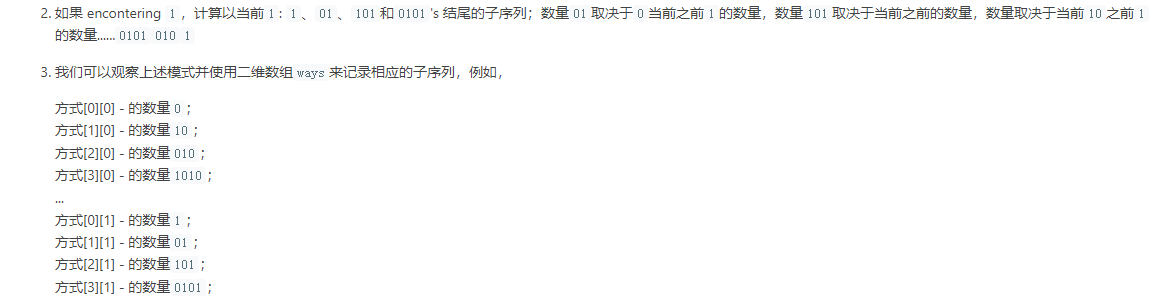 2. 如果 encontering 1 ，计算以当前 1 ：1 、 01 、 101 和 0101 's 结尾的子序列；数量 01 取决于 0 当前之前 1 的数量，数量 101 取决于当前之前的数量，数量取决于当前 10 之前 1
的数量...... 0101 010 1
3. 我们可以观察上述模式并使用二维数组 ways 来记录相应的子序列，例如，
方式[0][0] - 的数量 0 ；
方式[1][0] - 的数量 10 ；
方式[2][0] - 的数量 010 ；
方式[3][0] - 的数量 1010 ；
...
方式[0][1] - 的数量 1 ；
方式[1][1] - 的数量 01 ；
方式[2][1] - 的数量 101 ；
方式[3][1] - 的数量 0101 ；